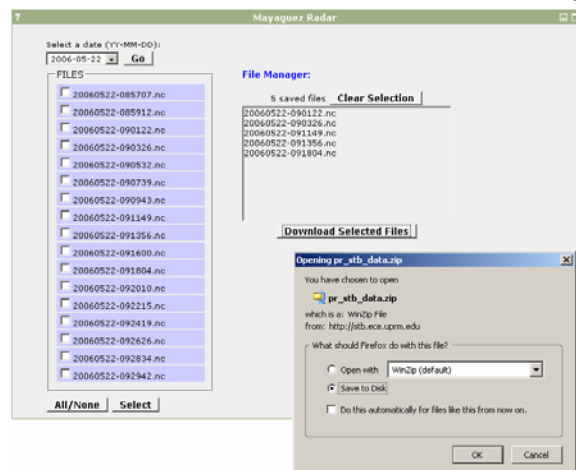 ?
Mayaguez Radar
Select a date (YY-MM-DD):
2006-05-22
Go
FILES
20060522-085707.nc
20060522-085912.nc
20060522-090122.nc
20060522-090326.nc
20060522-090532.nc
20060522-090739.nc
20060522-090943.nc
20060522-091149.nc
20060522-091356.nc
20060522-091600.nc
20060522-091804.nc
20060522-092010.nc
20060522-092215.nc
20060522-092419.nc
20060522-092626.nc
20060522-092834.nc
20060522-092942.nc
All/None
Select
File Manager:
5 saved files
Clear Selection
20060522-090122.nc
20060522-090326.nc
20060522-091149.nc
20060522-091356.nc
20060522-091804.nc
Download Selected Files
Opening pr_stb_data.zip
You have chosen to open
pr_stb_data.zip
which is a: WinZip File
from: http://stb.ece.uprm.edu
What should Firefox do with this file?
Open with
WinZip (default)
Save to Disk
Do this automatically for files like this from now on.
OK
Cancel